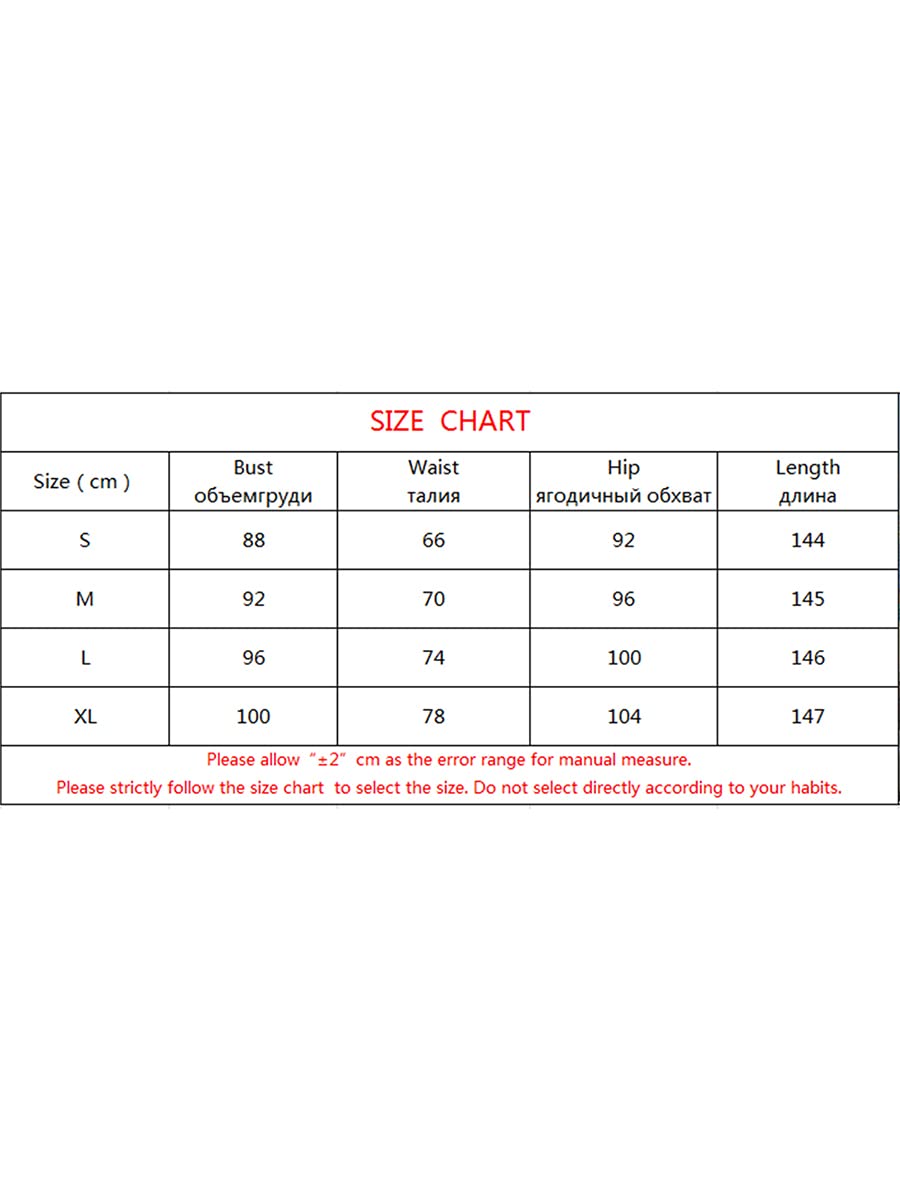 SIZE CHART
Size ( cm )
Bust
объемгруди
Waist
талия
Hip
ягодичный обхват
Length
длина
S 88 66 92 144
M 92 70 96 145
L 96 74 100 146
XL 100 78 104 147
Please allow “±2” cm as the error range for manual measure.
Please strictly follow the size chart to select the size. Do not select directly according to your habits.